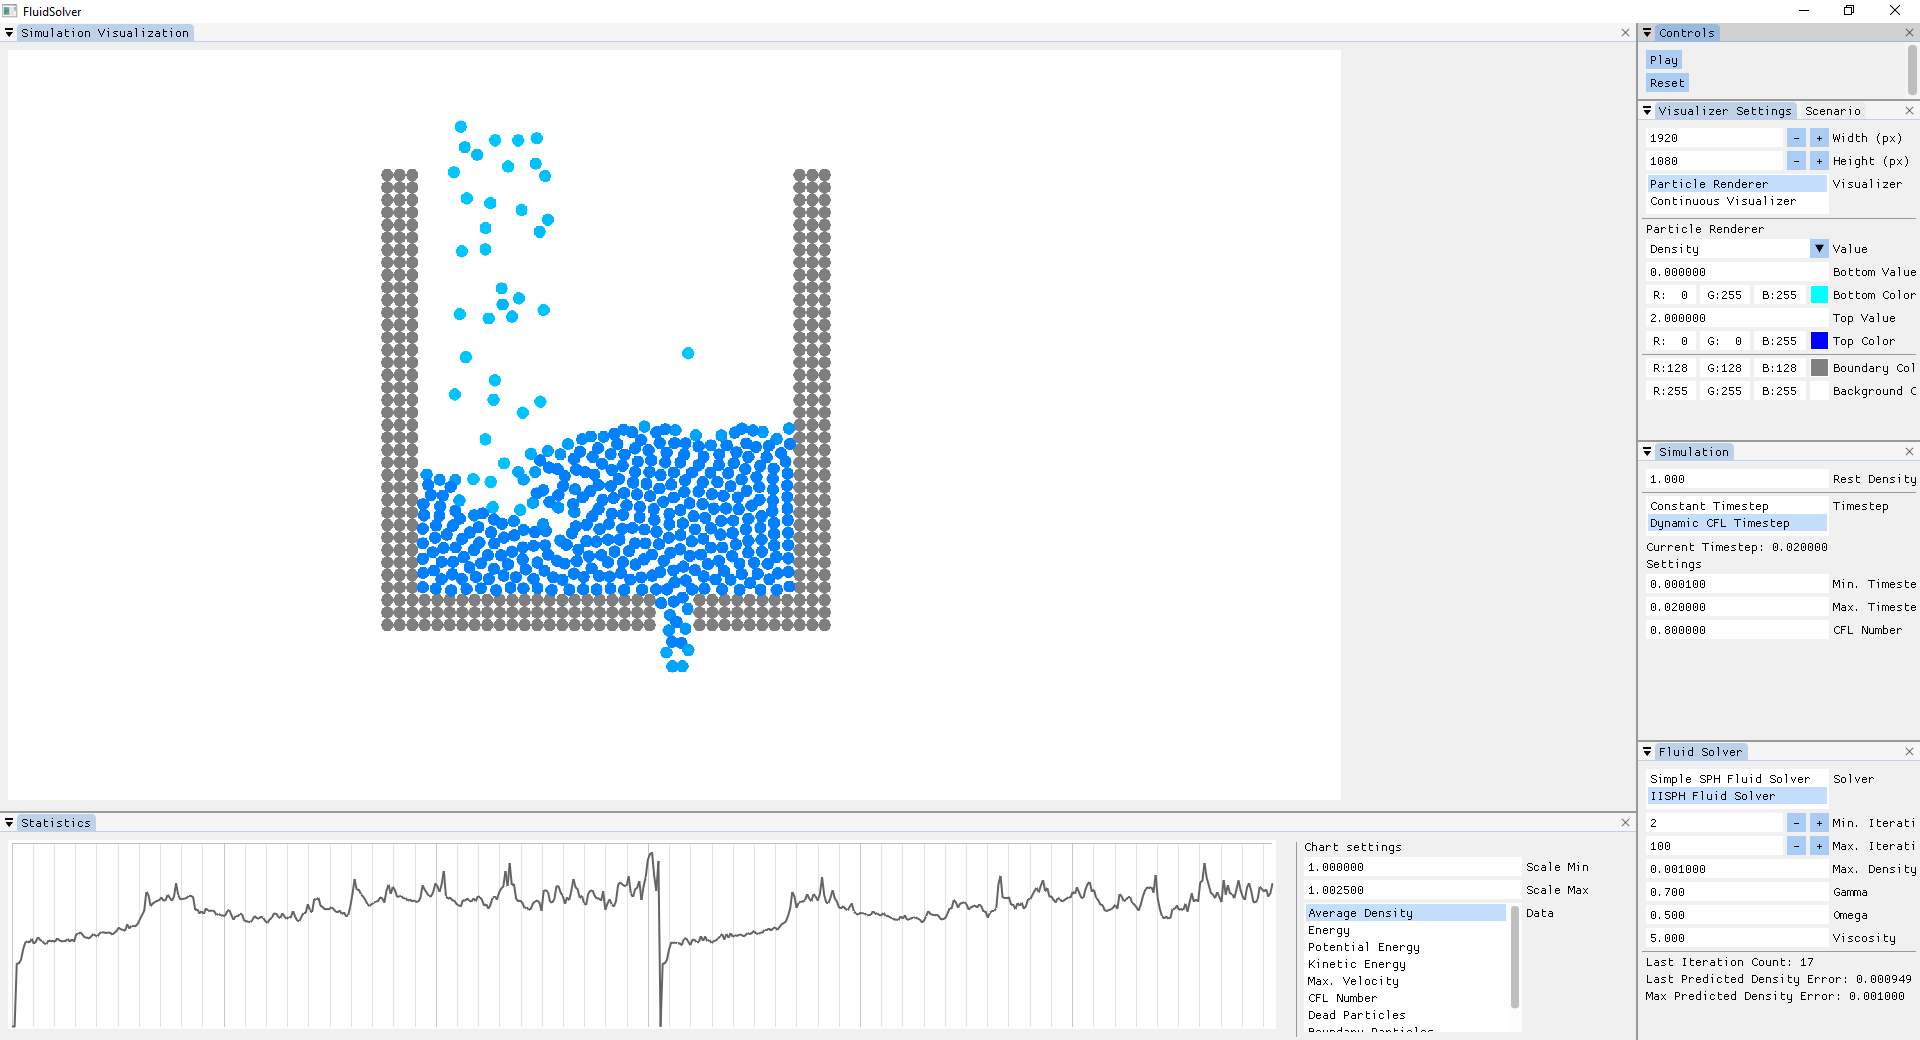 FluidSolver
Simulation Visualization
Controls
Play
Reset
Visualizer Settings Scenario
1920 - + Width (px)
1080 - + Height (px)
Particle Renderer Visualizer
Continuous Visualizer
Particle Renderer
Density Value
0.000000 Bottom Value
R: 0 G:255 B:255 Bottom Color
2.000000 Top Value
R: 0 G: 0 B:255 Top Color
R:128 G:128 B:128 Boundary Col
R:255 G:255 B:255 Background C
Simulation
1.000 Rest Density
Constant Timestep Timestep
Dynamic CFL Timestep
Current Timestep: 0.020000
Settings
0.000100 Min. Timeste
0.020000 Max. Timeste
0.800000 CFL Number
Fluid Solver
Simple SPH Fluid Solver Solver
IISPH Fluid Solver
2 - + Min. Iterati
100 - + Max. Iterati
0.001000 Max. Density
0.700 Gamma
0.500 Omega
5.000 Viscosity
Last Iteration Count: 17
Last Predicted Density Error: 0.000949
Max Predicted Density Error: 0.001000
Statistics
Chart settings
1.000000 Scale Min
1.002500 Scale Max
Average Density Data
Energy
Potential Energy
Kinetic Energy
Max. Velocity
CFL Number
Dead Particles
Boundary Particles